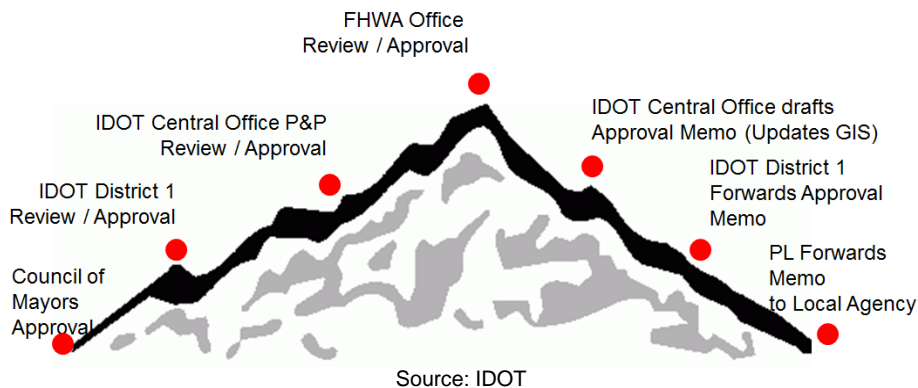 FHWA Office
Review / Approval
IDOT Central Office P&P
Review / Approval
IDOT Central Office drafts
Approval Memo (Updates GIS)
IDOT District 1
Review / Approval
IDOT District 1
Forwards Approval
Memo
Council of
Mayors
Approval
PL Forwards
Memo
to Local Agency
Source: IDOT